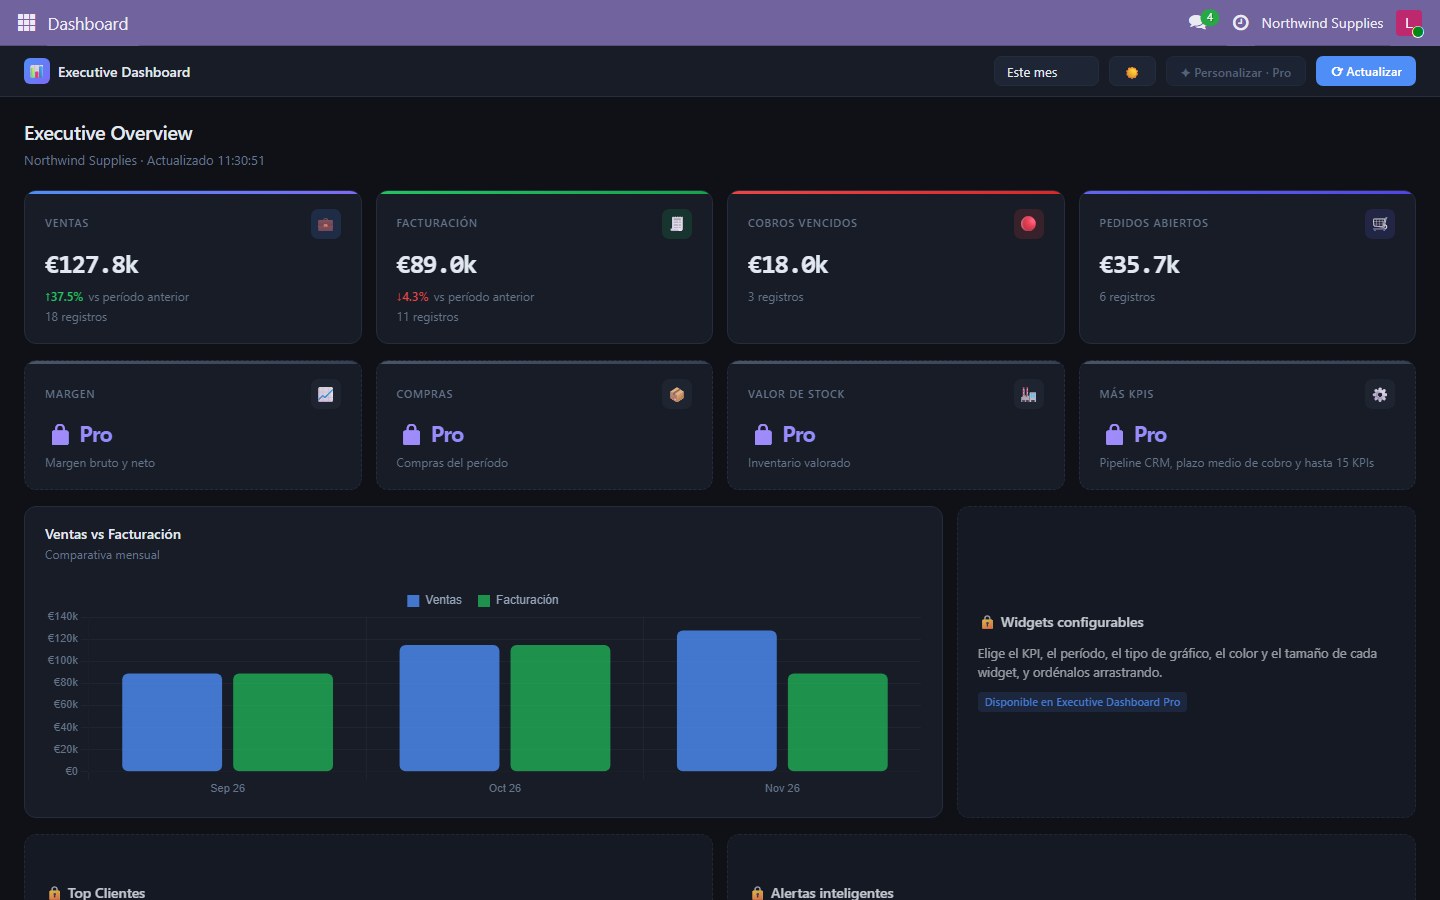 Dashboard
4
Northwind Supplies
L
Executive Dashboard
Este mes
Personalizar · Pro
Actualizar
Executive Overview
Northwind Supplies · Actualizado 11:30:51
VENTAS
€127.8k
↑37.5% vs período anterior
18 registros
FACTURACIÓN
€89.0k
↓4.3% vs período anterior
11 registros
COBROS VENCIDOS
€18.0k
3 registros
PEDIDOS ABIERTOS
€35.7k
6 registros
MARGEN
Pro
Margen bruto y neto
COMPRAS
Pro
Compras del período
VALOR DE STOCK
Pro
Inventario valorado
MÁS KPIS
Pro
Pipeline CRM, plazo medio de cobro y hasta 15 KPIs
Ventas vs Facturación
Comparativa mensual
Ventas
Facturación
€140k
€120k
€100k
€80k
€60k
€40k
€20k
€0
Sep 26
Oct 26
Nov 26
Widgets configurables
Elige el KPI, el período, el tipo de gráfico, el color y el tamaño de cada
widget, y ordénalos arrastrando.
Disponible en Executive Dashboard Pro
Top Clientes
Alertas inteligentes